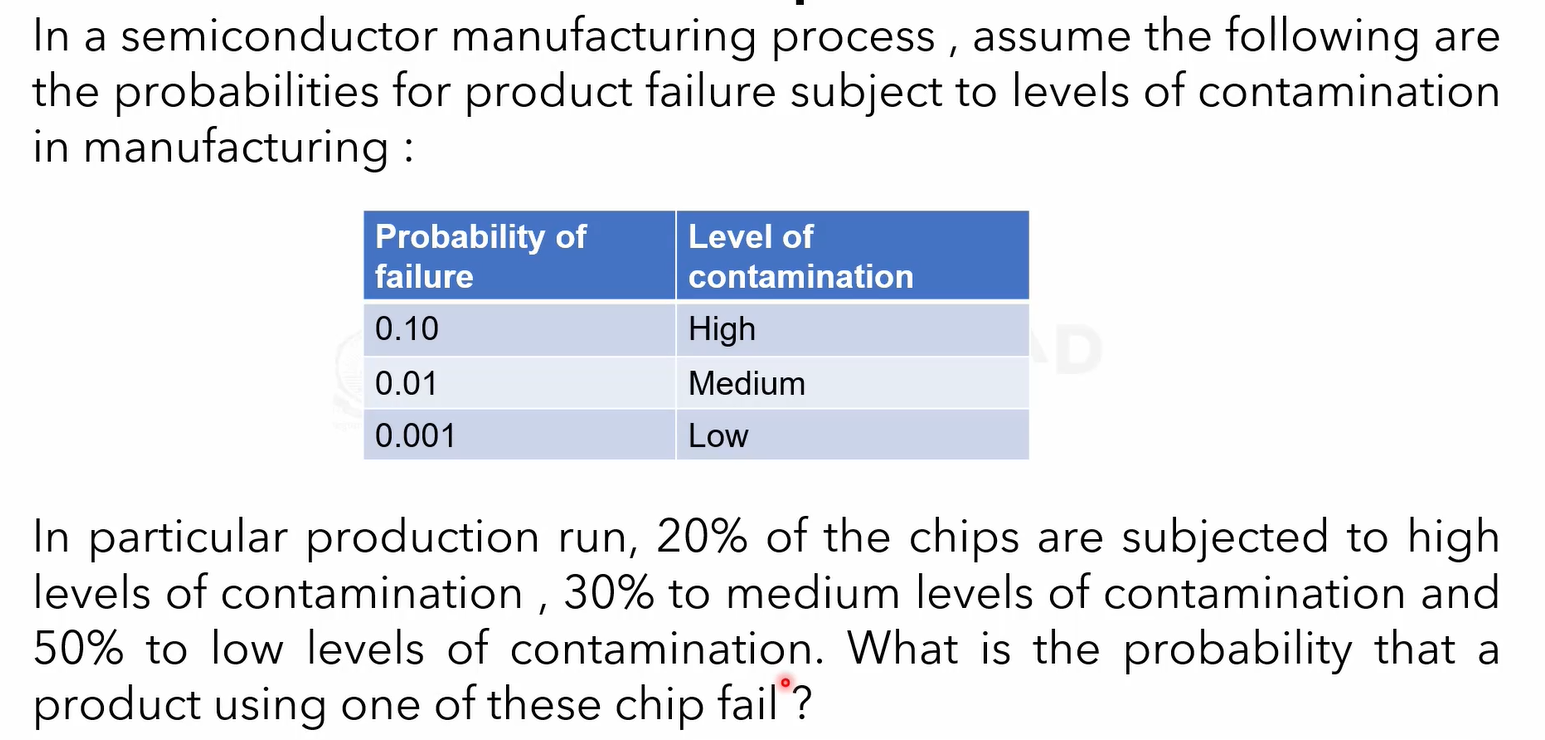 In a semiconductor manufacturing process , assume the following are
the probabilities for product failure subject to levels of contamination
in manufacturing :
Probability of failure Level of contamination
0.10 High
0.01 Medium
0.001 Low
In particular production run, 20% of the chips are subjected to high
levels of contamination , 30% to medium levels of contamination and
50% to low levels of contamination. What is the probability that a
product using one of these chip fail ?